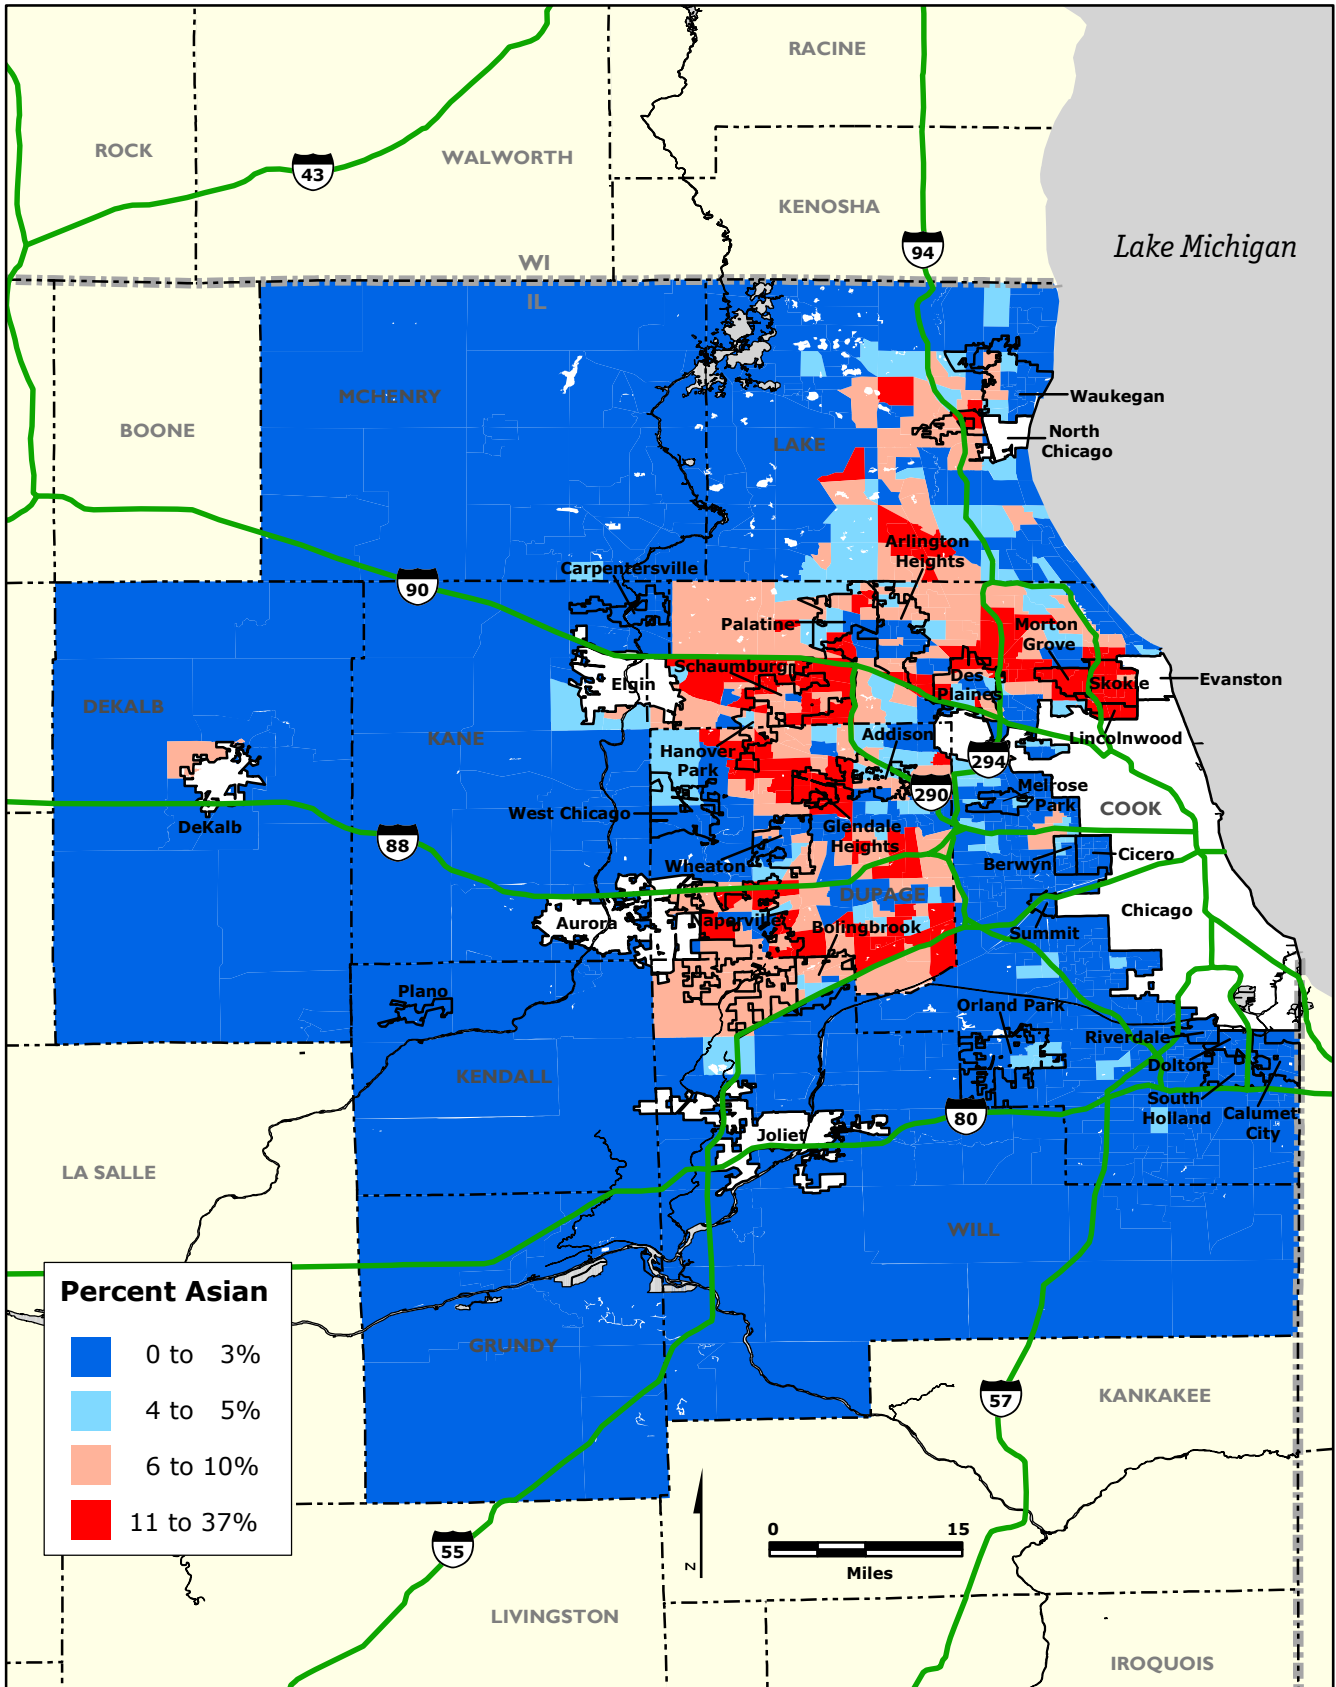 RACINE
ROCK
WALWORTH
43
KENOSHA
94
Lake Michigan
WI
IL
MCHENRY
Waukegan
BOONE
LAKE
North
Chicago
Arlington
Heights
Carpentersville
90
Palatine
Morton
Grove
Schaumburg
Elgin
Des
Plaines
Skokie
Evanston
DEKALB
KANE
Addison
Lincolnwood
Hanover
Park
294
290
Melrose
Park
COOK
West Chicago
DeKalb
Glendale
Heights
88
Wheaton
Berwyn
Cicero
DUPAGE
Chicago
Aurora
Naperville
Bolingbrook
Summit
Plano
Orland Park
Riverdale
Dolton
KENDALL
South
Holland
Calumet
City
80
Joliet
LA SALLE
WILL
Percent Asian
0 to 3%
4 to 5%
6 to 10%
11 to 37%
GRUNDY
57
KANKAKEE
55
N
0 15
Miles
LIVINGSTON
IROQUOIS